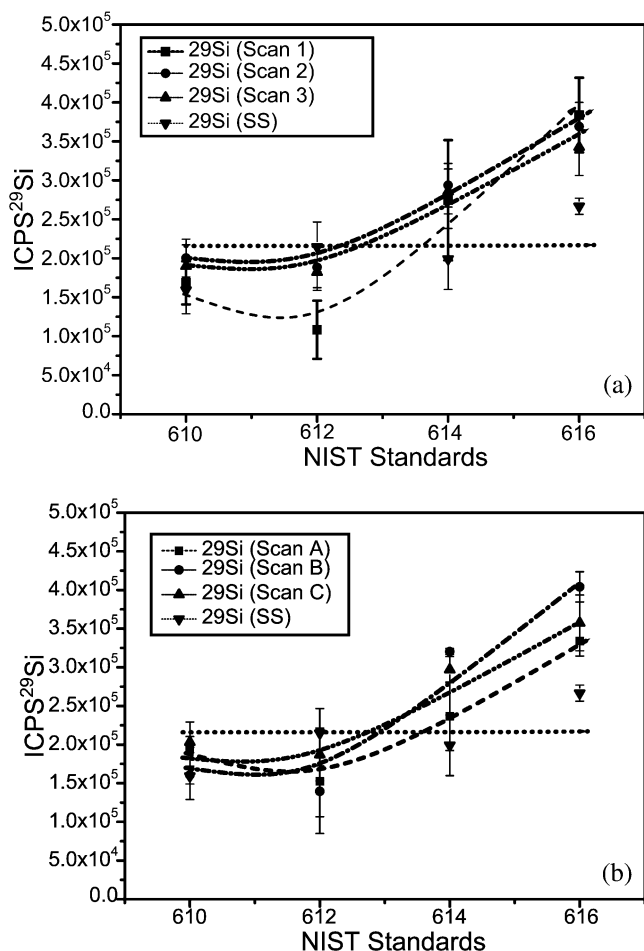 5.0x10⁵
4.5x10⁵
4.0x10⁵
3.5x10⁵
3.0x10⁵
2.5x10⁵
2.0x10⁵
1.5x10⁵
1.0x10⁵
5.0x10⁴
0.0
ICPS²⁹Si
29Si (Scan 1)
29Si (Scan 2)
29Si (Scan 3)
29Si (SS)
(a)
610 612 614 616
NIST Standards
5.0x10⁵
4.5x10⁵
4.0x10⁵
3.5x10⁵
3.0x10⁵
2.5x10⁵
2.0x10⁵
1.5x10⁵
1.0x10⁵
5.0x10⁴
0.0
ICPS²⁹Si
29Si (Scan A)
29Si (Scan B)
29Si (Scan C)
29Si (SS)
(b)
610 612 614 616
NIST Standards